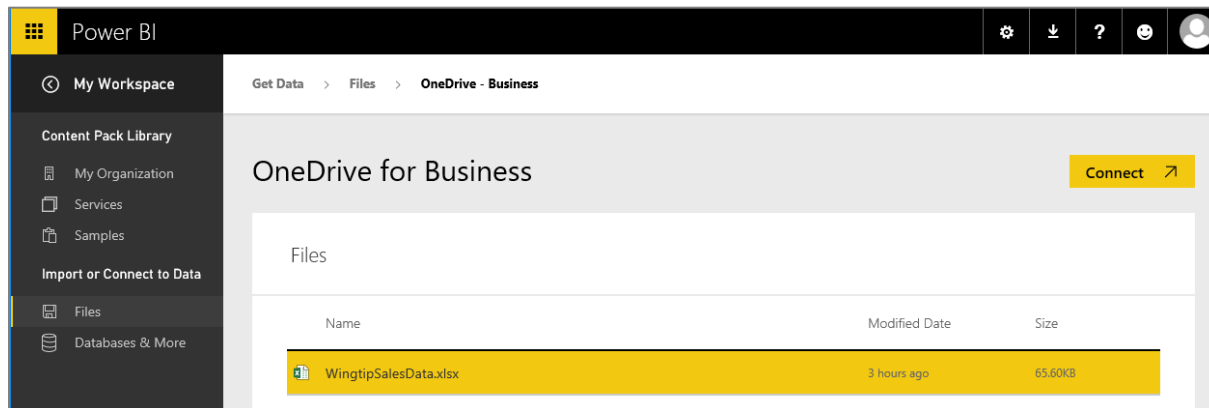 Power BI
?
My Workspace
Get Data > Files > OneDrive - Business
Content Pack Library
My Organization
Services
Samples
Import or Connect to Data
Files
Databases & More
OneDrive for Business
Connect
Files
Name Modified Date Size
WingtipSalesData.xlsx 3 hours ago 65.60KB